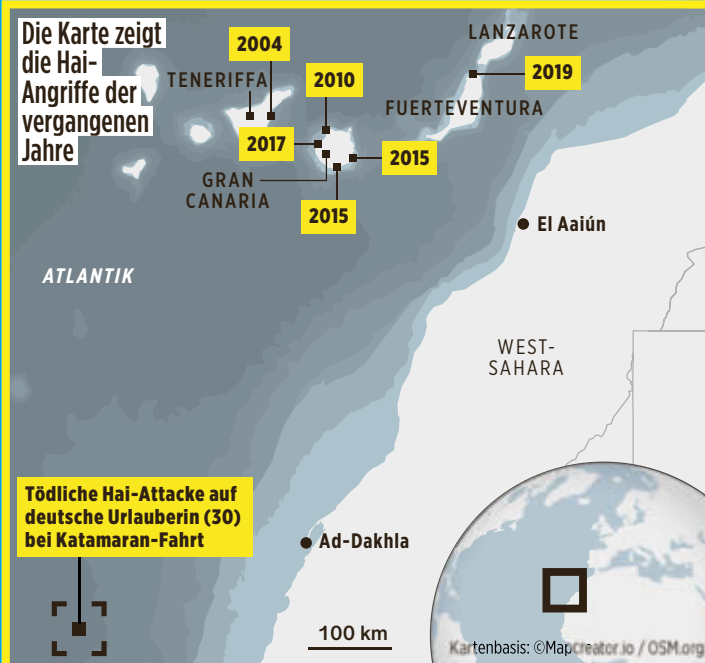 Die Karte zeigt
die Hai-
Angriffe der
vergangenen
Jahre
2004
TENERIFFA
2010
LANZAROTE
2019
FUERTEVENTURA
2017
2015
GRAN
CANARIA
2015
El Aaiún
ATLANTIK
WEST-
SAHARA
Tödliche Hai-Attacke auf
deutsche Urlauberin (30)
bei Katamaran-Fahrt
Ad-Dakhla
100 km
Kartenbasis: ©Mapcreator.io / OSM.org